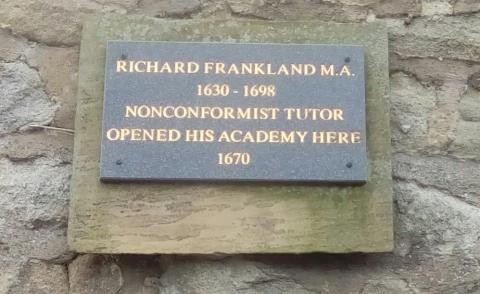 RICHARD FRANKLAND M.A.
1630 - 1698
NONCONFORMIST TUTOR
OPENED HIS ACADEMY HERE
1670